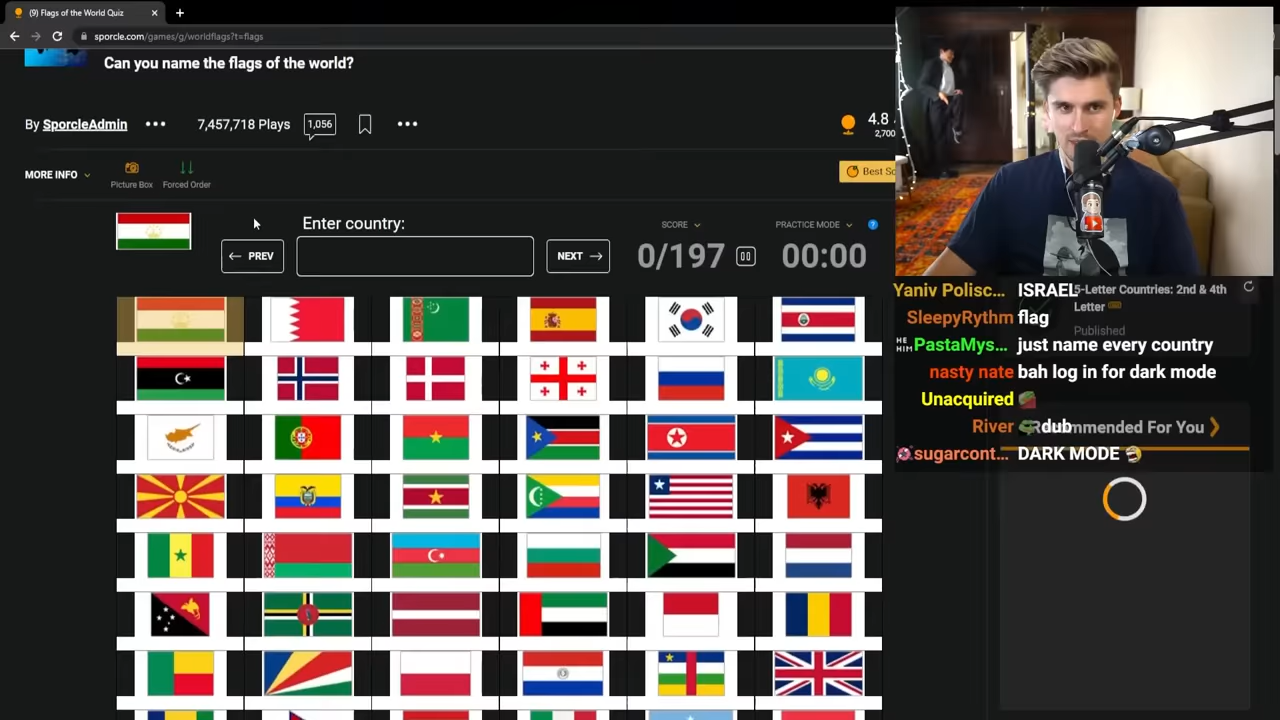 (9) Flags of the World Quiz
sporcle.com/games/g/worldflags?t=flags
Can you name the flags of the world?
By SporcleAdmin
7,457,718 Plays
1,056
4.8
2,700
MORE INFO
Picture Box
Forced Order
Best
Enter country:
PREV
NEXT
SCORE
0/197
PRACTICE MODE
?
00:00
Yaniv Polisc... ISRAEL
SleepyRythm flag
HE HIM PastaMys... just name every country
nasty nate bah log in for dark mode
Unacquired
River dub
sugarcont... DARK MODE
5-Letter Countries: 2nd & 4th
Letter
Published
Recommended For You